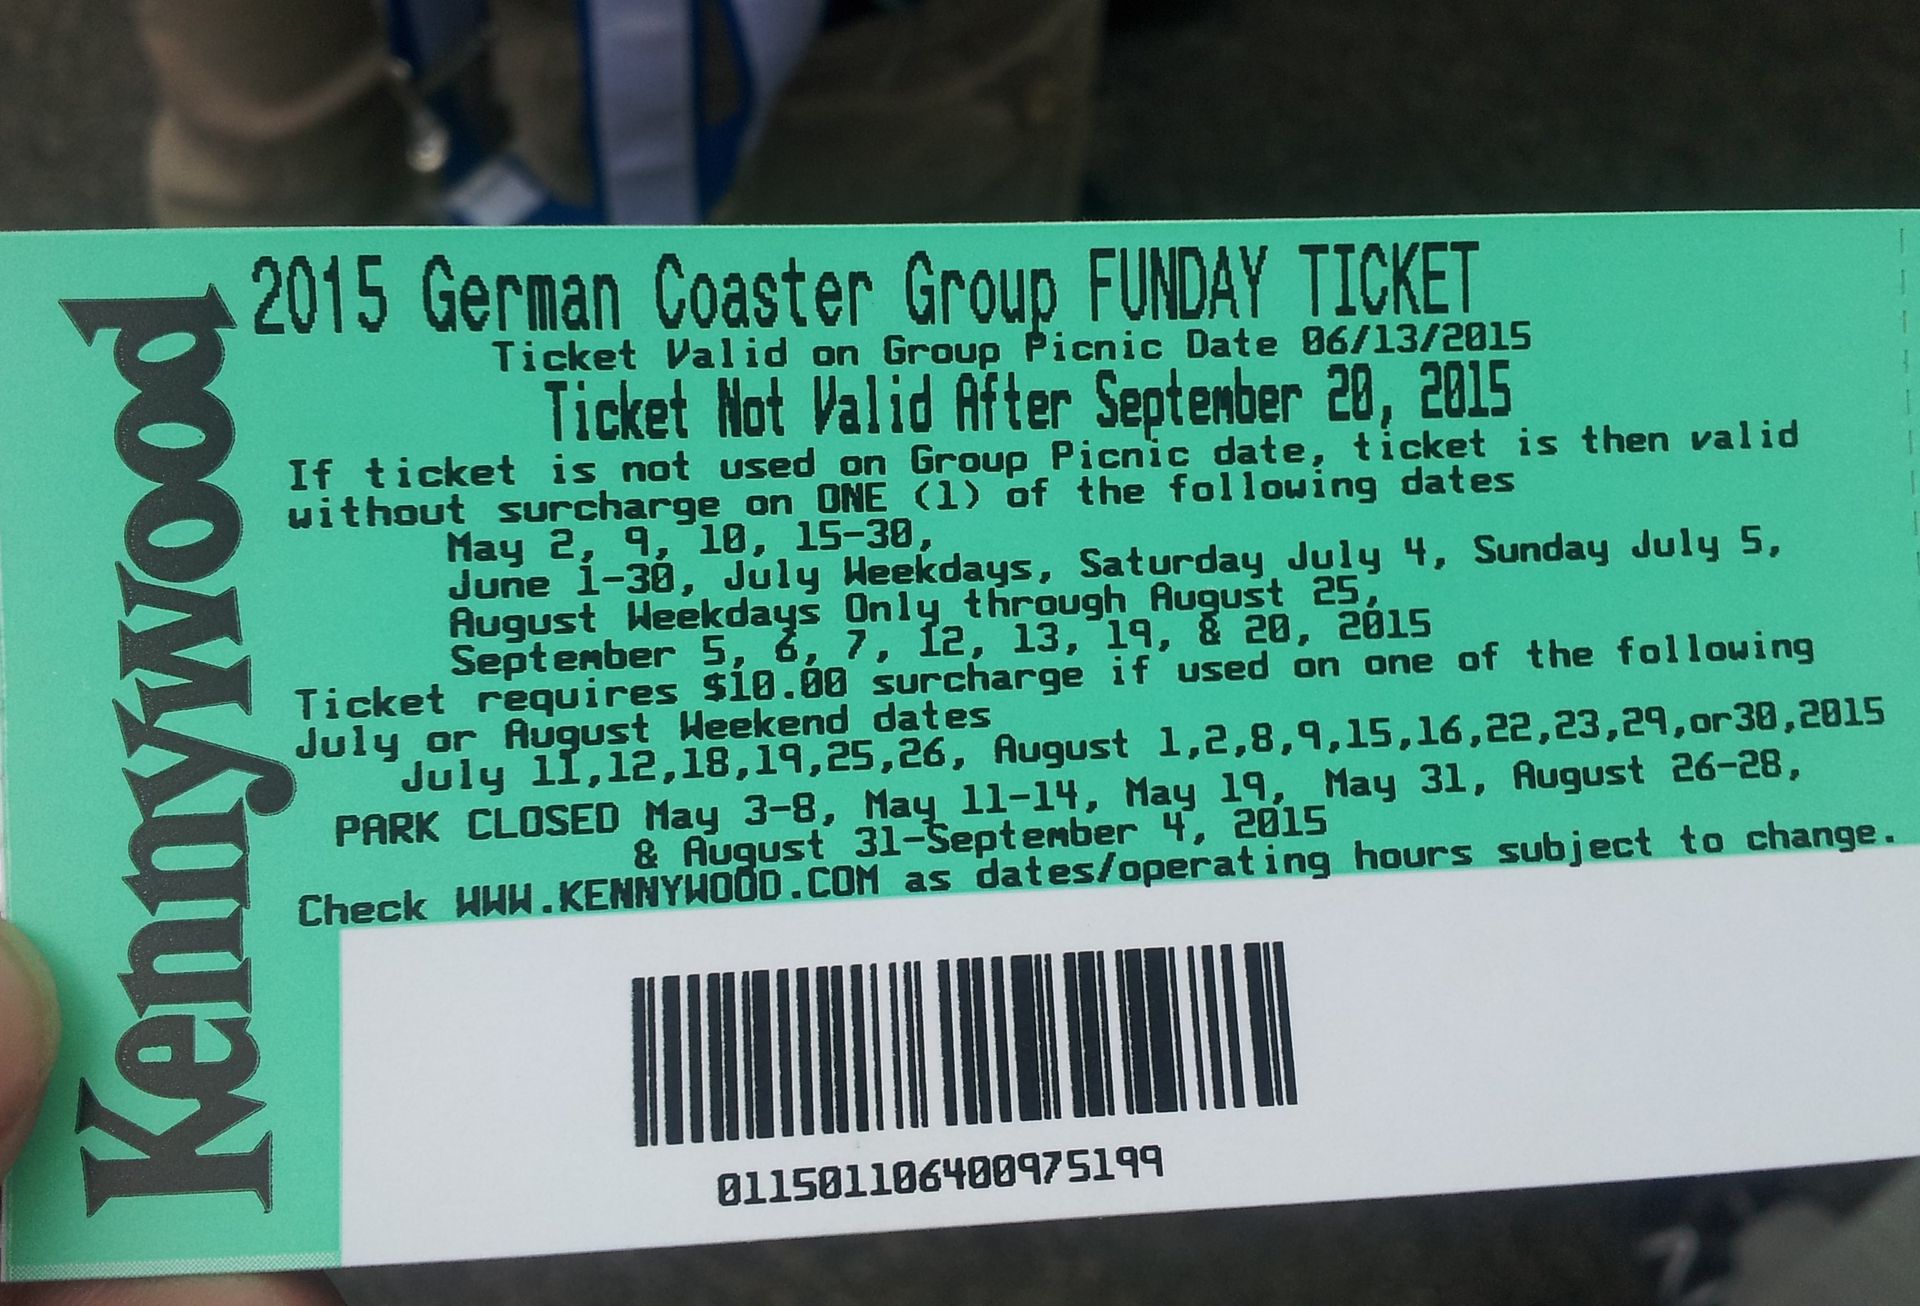 Kennywood
2015 German Coaster Group FUNDAY TICKET
Ticket Valid on Group Picnic Date 06/13/2015
Ticket Not Valid After September 20, 2015
If ticket is not used on Group Picnic date, ticket is then valid
without surcharge on ONE (1) of the following dates
May 2, 9, 10, 15-30,
June 1-30, July Weekdays, Saturday July 4, Sunday July 5,
August Weekdays Only through August 25,
September 5, 6, 7, 12, 13, 19, & 20, 2015
Ticket requires $10.00 surcharge if used on one of the following
July or August Weekend dates
July 11,12,18,19,25,26, August 1,2,8,9,15,16,22,23,29,or30,2015
PARK CLOSED May 3-8, May 11-14, May 19, May 31, August 26-28,
& August 31-September 4, 2015
Check WWW.KENNYWOOD.COM as dates/operating hours subject to change.
011501106400975199